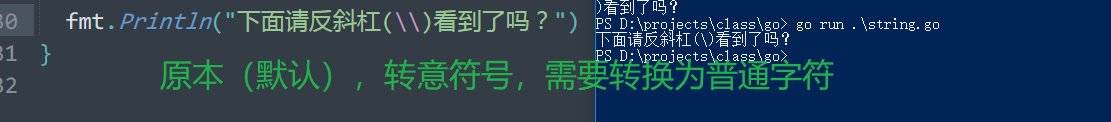 30 fmt.Println("下面请反斜杠(\\)看到了吗？")
31 }
32
)看到了吗？
PS D:\projects\class\go> go run .\string.go
下面请反斜杠(\)看到了吗？
PS D:\projects\class\go>
原本（默认），转意符号，需要转换为普通字符